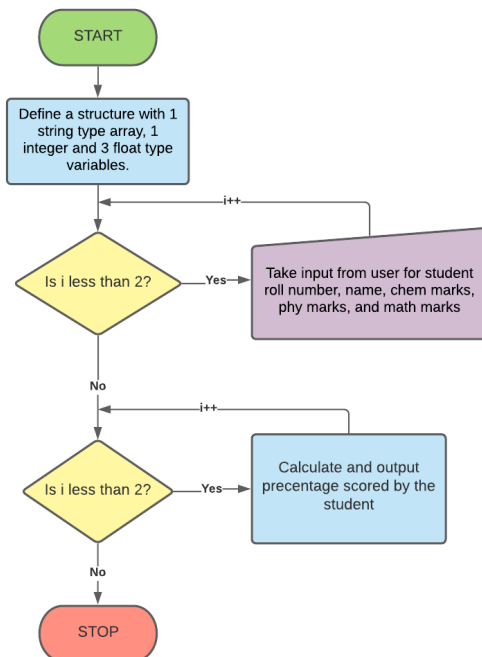 START
Define a structure with 1
string type array, 1
integer and 3 float type
variables.
i++
Is i less than 2?
Yes
Take input from user for student
roll number, name, chem marks,
phy marks, and math marks
No
i++
Is i less than 2?
Yes
Calculate and output
precentage scored by the
student
No
STOP